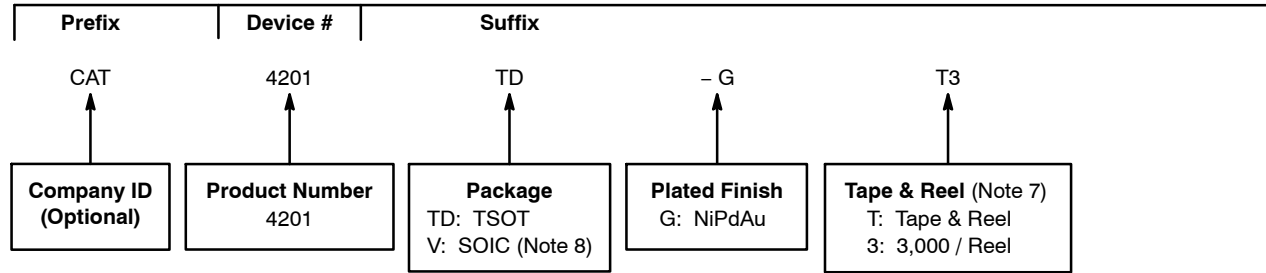 Prefix Device # Suffix
CAT 4201 TD – G T3
Company ID
(Optional)
Product Number
4201
Package
TD: TSOT
V: SOIC (Note 8)
Plated Finish
G: NiPdAu
Tape & Reel (Note 7)
T: Tape & Reel
3: 3,000 / Reel